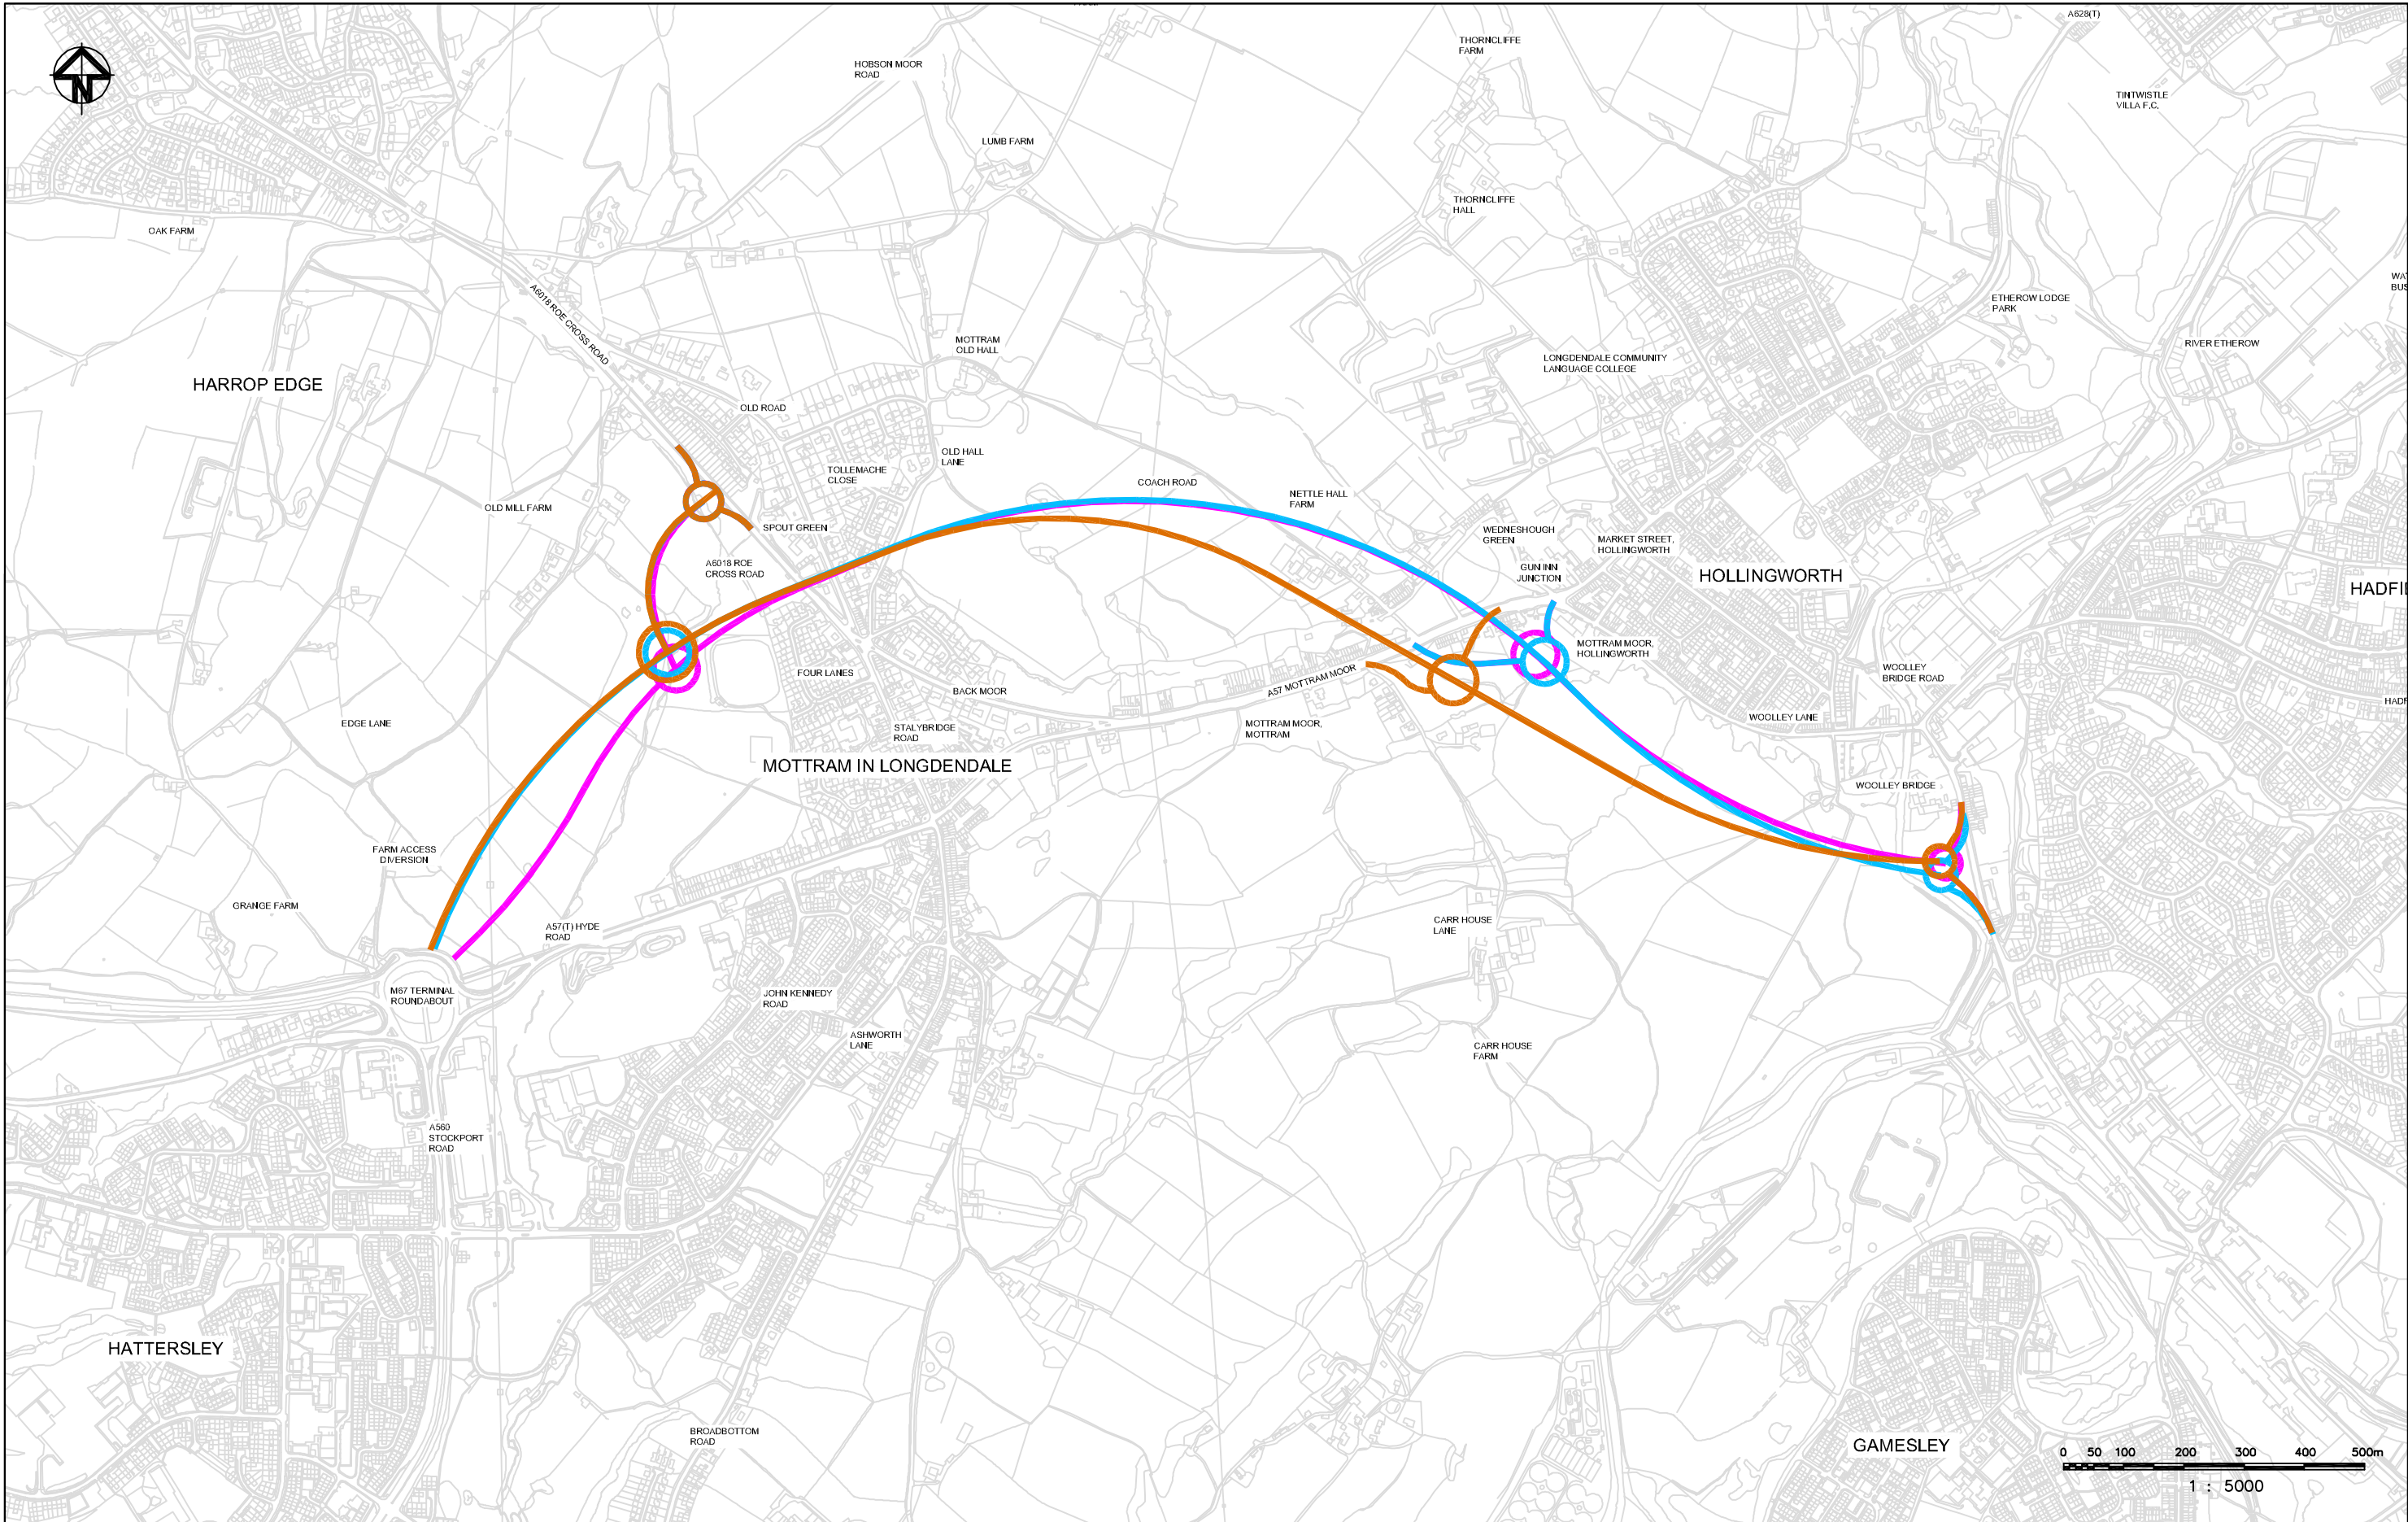 A628(T)
THORNCLIFFE
FARM
HOBSON MOOR
ROAD
N
TINTWISTLE
VILLA F.C.
LUMB FARM
THORNCLIFFE
HALL
OAK FARM
ETHEROW LODGE
PARK
A6018 ROE CROSS ROAD
RIVER ETHEROW
MOTTRAM
OLD HALL
LONGDENDALE COMMUNITY
LANGUAGE COLLEGE
HARROP EDGE
OLD ROAD
OLD HALL
LANE
TOLLEMACHE
CLOSE
COACH ROAD
NETTLE HALL
FARM
OLD MILL FARM
SPOUT GREEN
WEDNESHOUGH
GREEN
MARKET STREET,
HOLLINGWORTH
A6018 ROE
CROSS ROAD
GUN INN
JUNCTION
HOLLINGWORTH
HADFI
FOUR LANES
MOTTRAM MOOR,
HOLLINGWORTH
WOOLLEY
BRIDGE ROAD
A57 MOTTRAM MOOR
BACK MOOR
HADF
EDGE LANE
STALYBRIDGE
ROAD
MOTTRAM MOOR,
MOTTRAM
WOOLLEY LANE
MOTTRAM IN LONGDENDALE
WOOLLEY BRIDGE
FARM ACCESS
DIVERSION
GRANGE FARM
A57(T) HYDE
ROAD
CARR HOUSE
LANE
M67 TERMINAL
ROUNDABOUT
JOHN KENNEDY
ROAD
ASHWORTH
LANE
CARR HOUSE
FARM
A560
STOCKPORT
ROAD
HATTERSLEY
BROADBOTTOM
ROAD
GAMESLEY
0 50 100 200 300 400 500m
1 : 5000